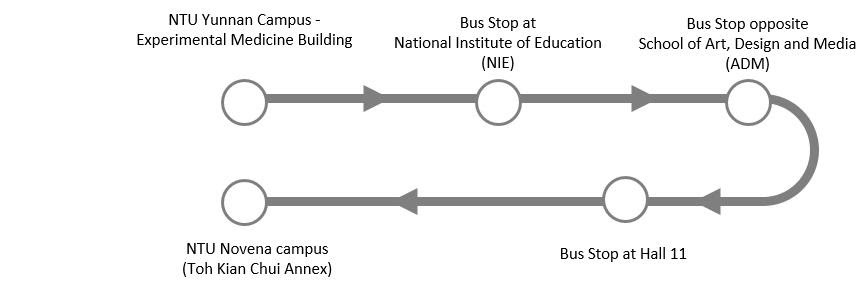 NTU Yunnan Campus -
Experimental Medicine Building
Bus Stop at
National Institute of Education
(NIE)
Bus Stop opposite
School of Art, Design and Media
(ADM)
NTU Novena campus
(Toh Kian Chui Annex)
Bus Stop at Hall 11